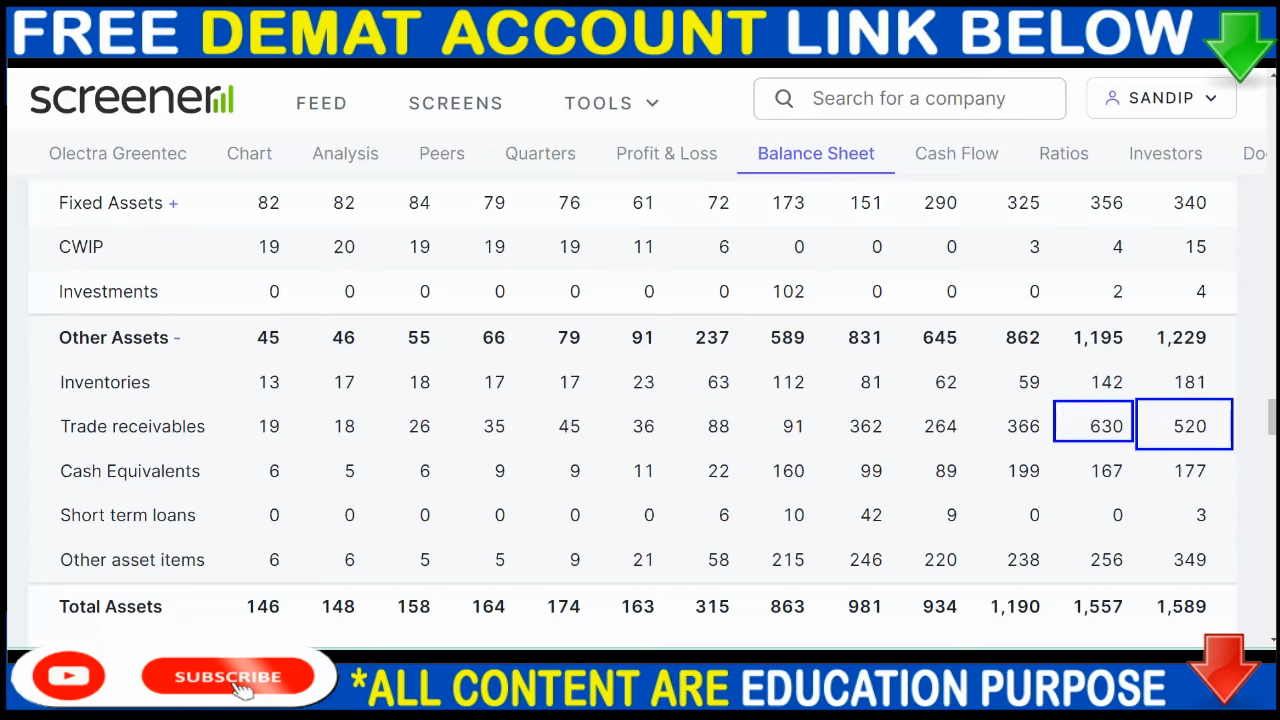 FREE DEMAT ACCOUNT LINK BELOW
screener FEED SCREENS TOOLS Search for a company SANDIP
Olectra Greentec Chart Analysis Peers Quarters Profit & Loss Balance Sheet Cash Flow Ratios Investors Do
Fixed Assets + 82 82 84 79 76 61 72 173 151 290 325 356 340
CWIP 19 20 19 19 19 11 6 0 0 0 3 4 15
Investments 0 0 0 0 0 0 0 102 0 0 0 2 4
Other Assets - 45 46 55 66 79 91 237 589 831 645 862 1,195 1,229
Inventories 13 17 18 17 17 23 63 112 81 62 59 142 181
Trade receivables 19 18 26 35 45 36 88 91 362 264 366 630 520
Cash Equivalents 6 5 6 9 9 11 22 160 99 89 199 167 177
Short term loans 0 0 0 0 0 0 6 10 42 9 0 0 3
Other asset items 6 6 5 5 9 21 58 215 246 220 238 256 349
Total Assets 146 148 158 164 174 163 315 863 981 934 1,190 1,557 1,589
SUBSCRIBE
*ALL CONTENT ARE EDUCATION PURPOSE